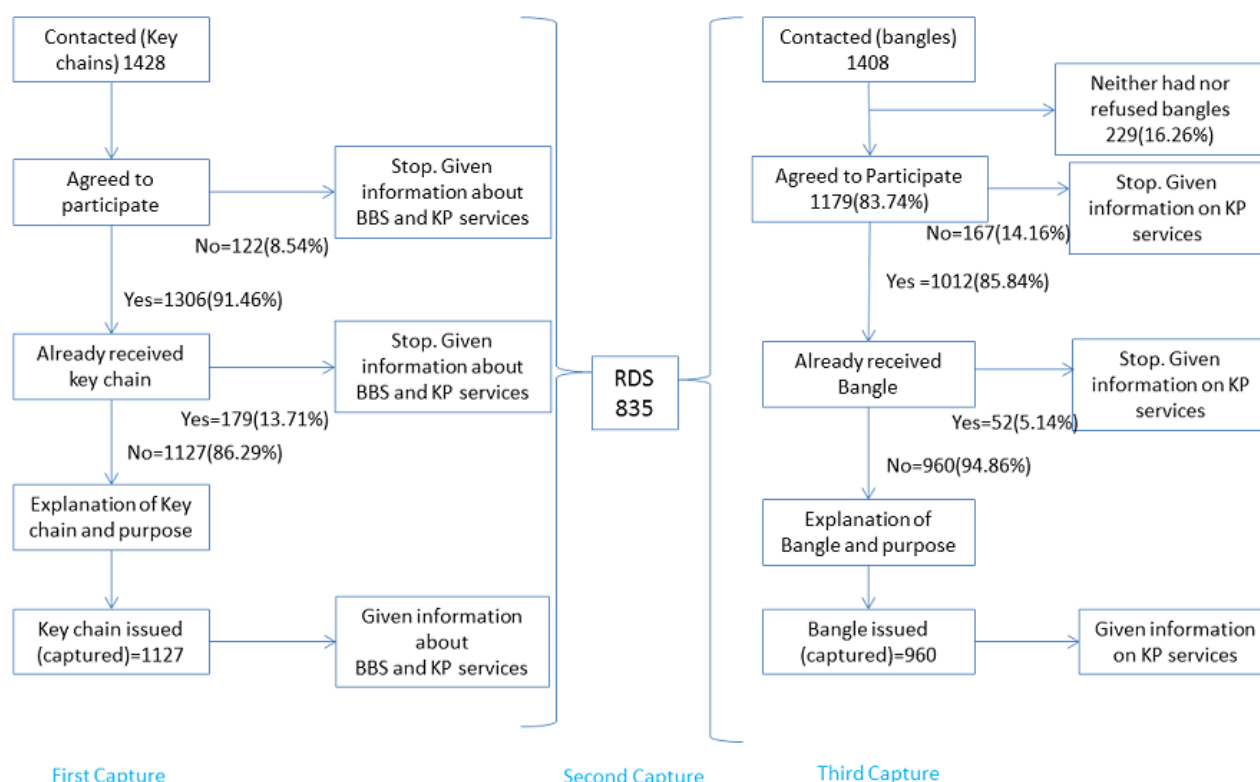 Contacted (Key
chains) 1428
Agreed to
participate
Stop. Given
information about
BBS and KP services
No=122(8.54%)
Yes=1306(91.46%)
Already received
key chain
Stop. Given
information about
BBS and KP services
Yes=179(13.71%)
No=1127(86.29%)
Explanation of Key
chain and purpose
Key chain issued
(captured)=1127
Given information
about
BBS and KP services
First Capture
RDS
835
Second Capture
Contacted (bangles)
1408
Neither had nor
refused bangles
229(16.26%)
Agreed to Participate
1179(83.74%)
Stop. Given
information on KP
services
No=167(14.16%)
Yes =1012(85.84%)
Already received
Bangle
Stop. Given
information on KP
services
Yes=52(5.14%)
No=960(94.86%)
Explanation of
Bangle and purpose
Bangle issued
(captured)=960
Given information
on KP services
Third Capture